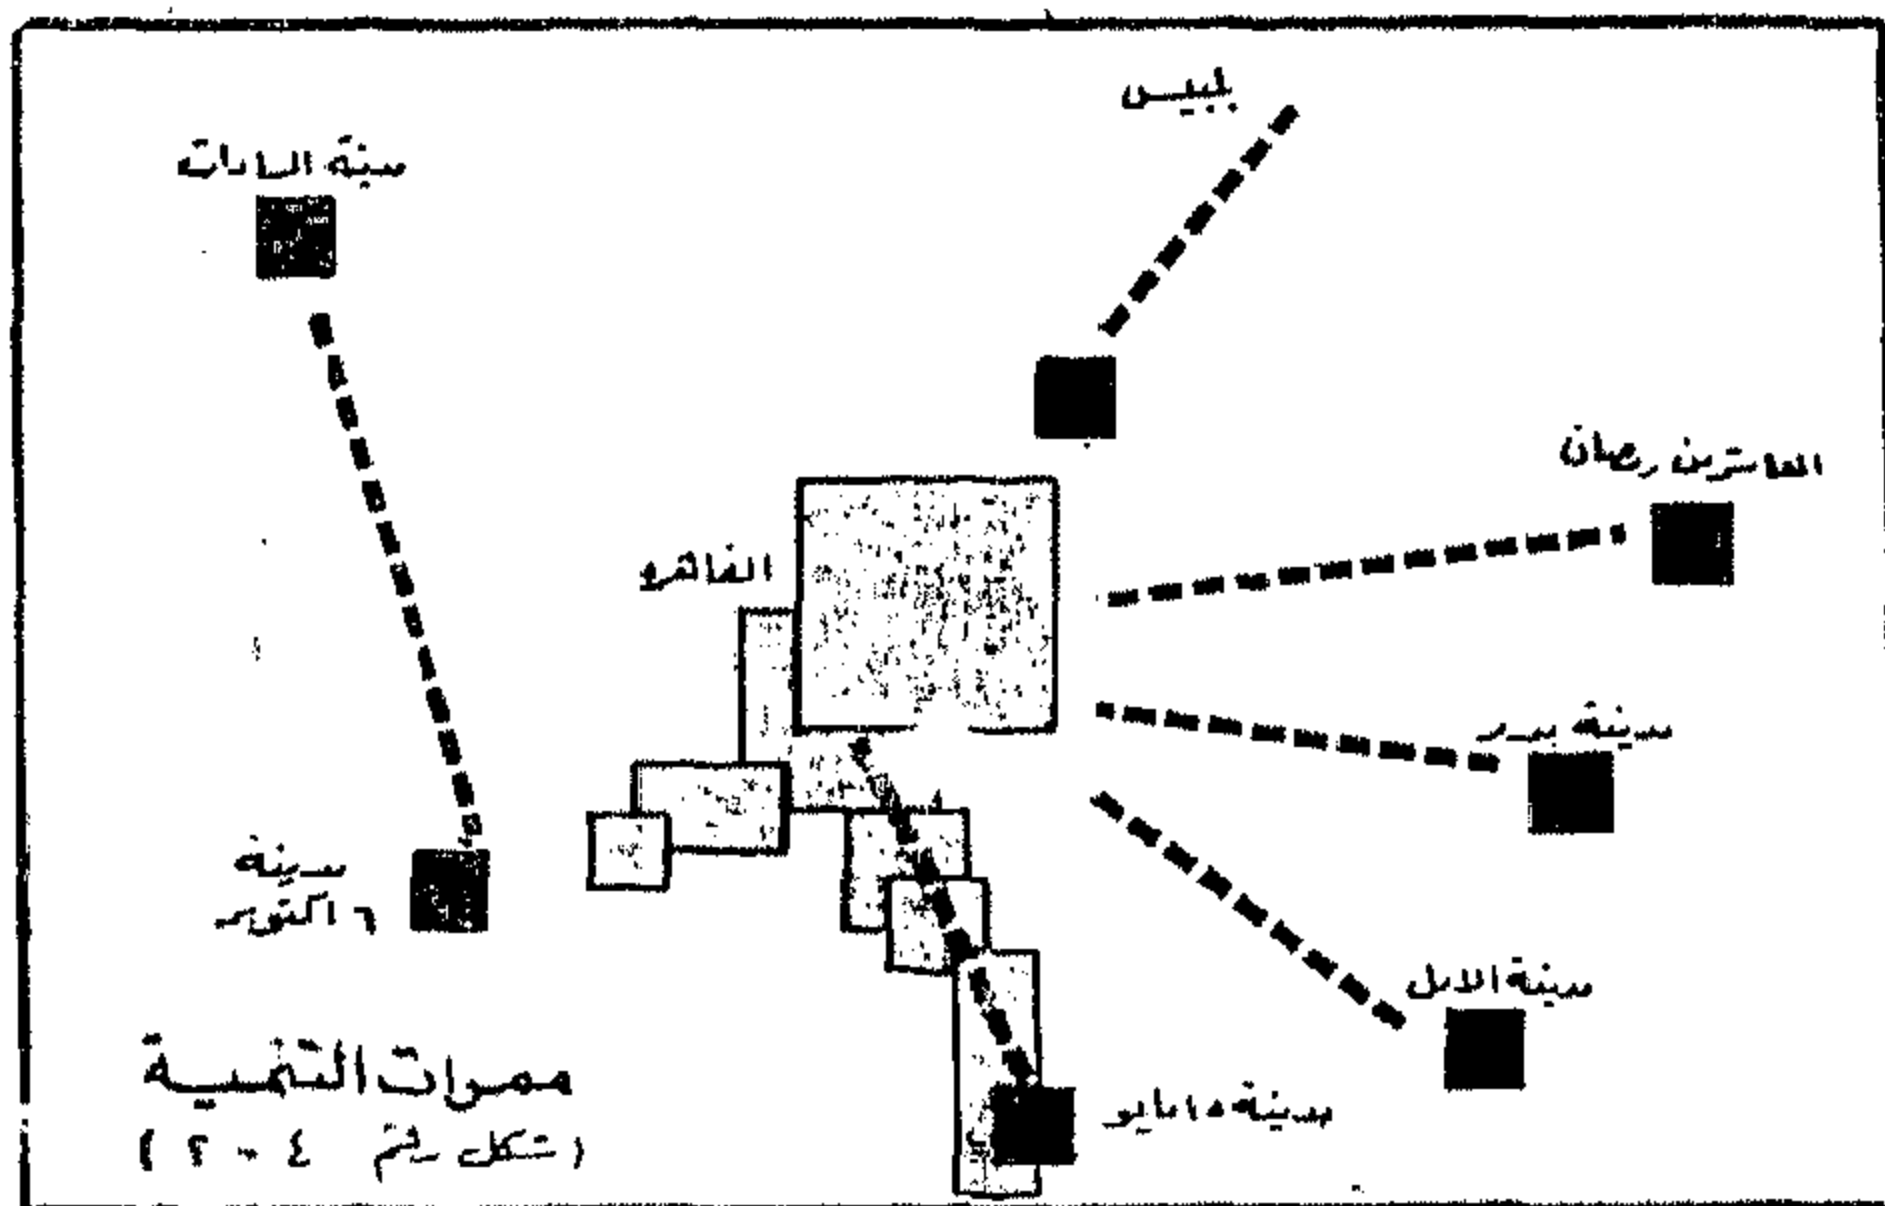 بلبيس
مدينة السادات
العاشر من رمضان
القاهرة
مدينة بدر
مدينة
٦ اكتوبر
مدينة الامل
مدينة ١٥ مايو
ممرات التنمية
(شكل رقم ٤ - ٢)